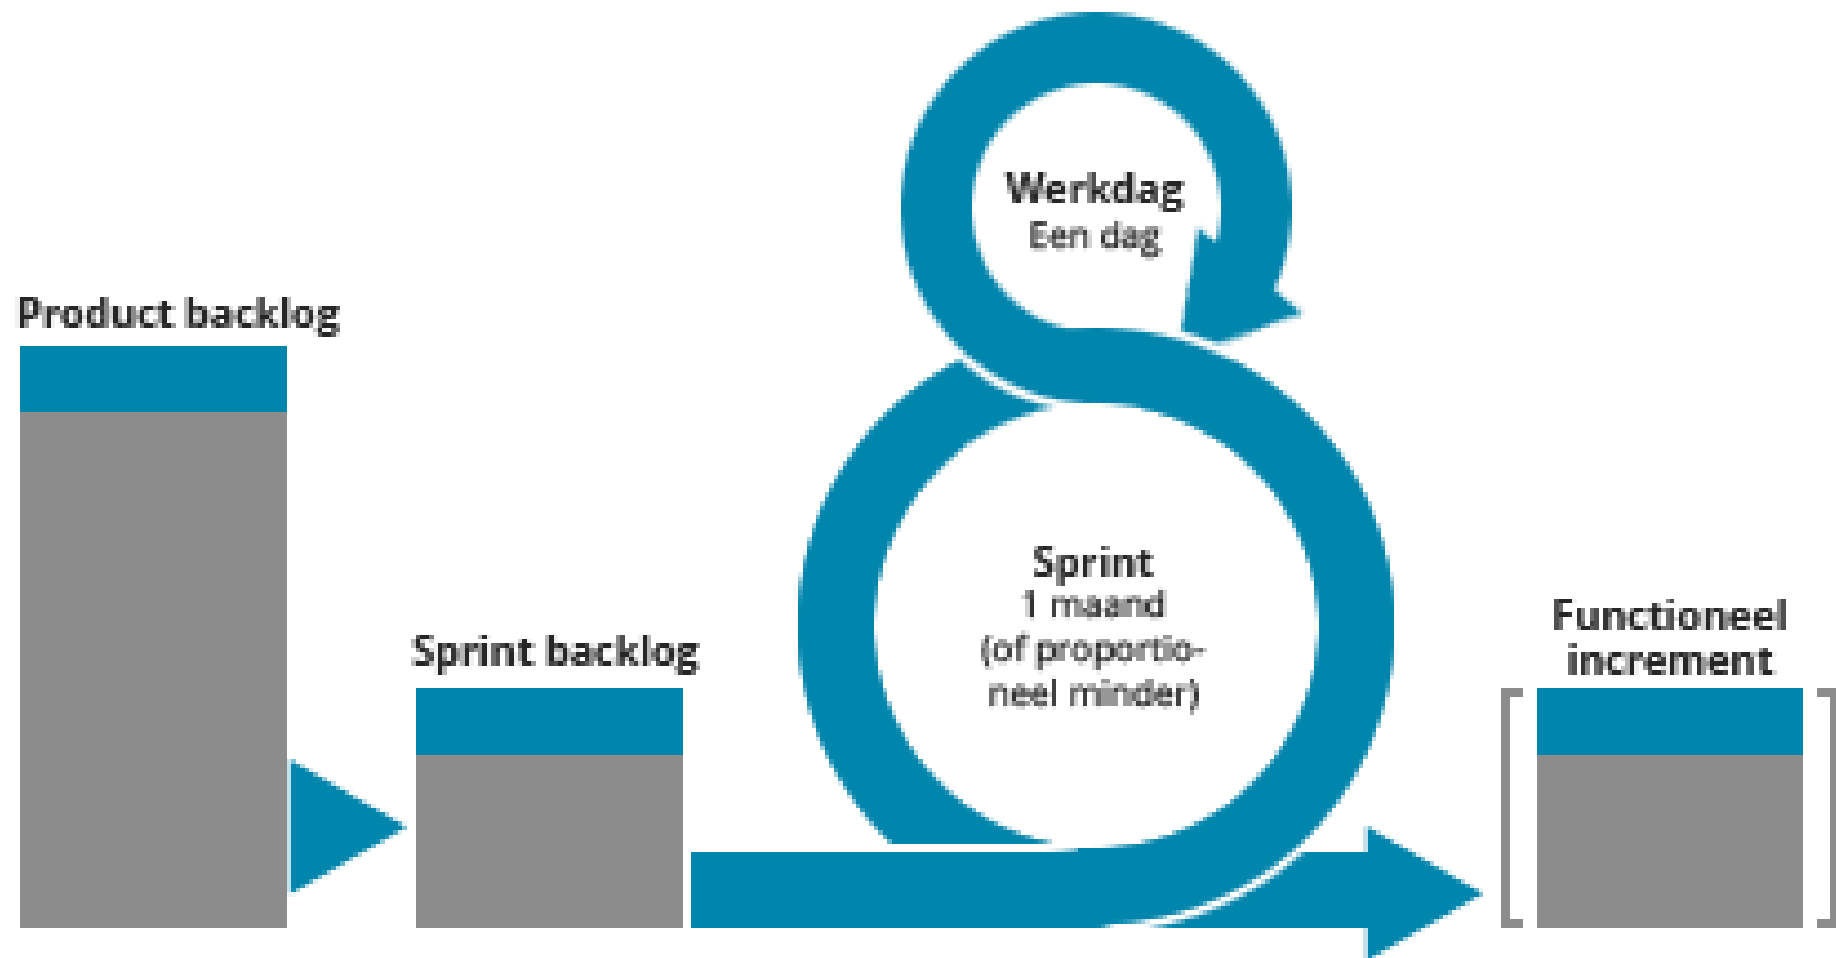 Product backlog
Sprint backlog
Werkdag
Een dag
Sprint
1 maand
(of proportio-
neel minder)
Functioneel
increment